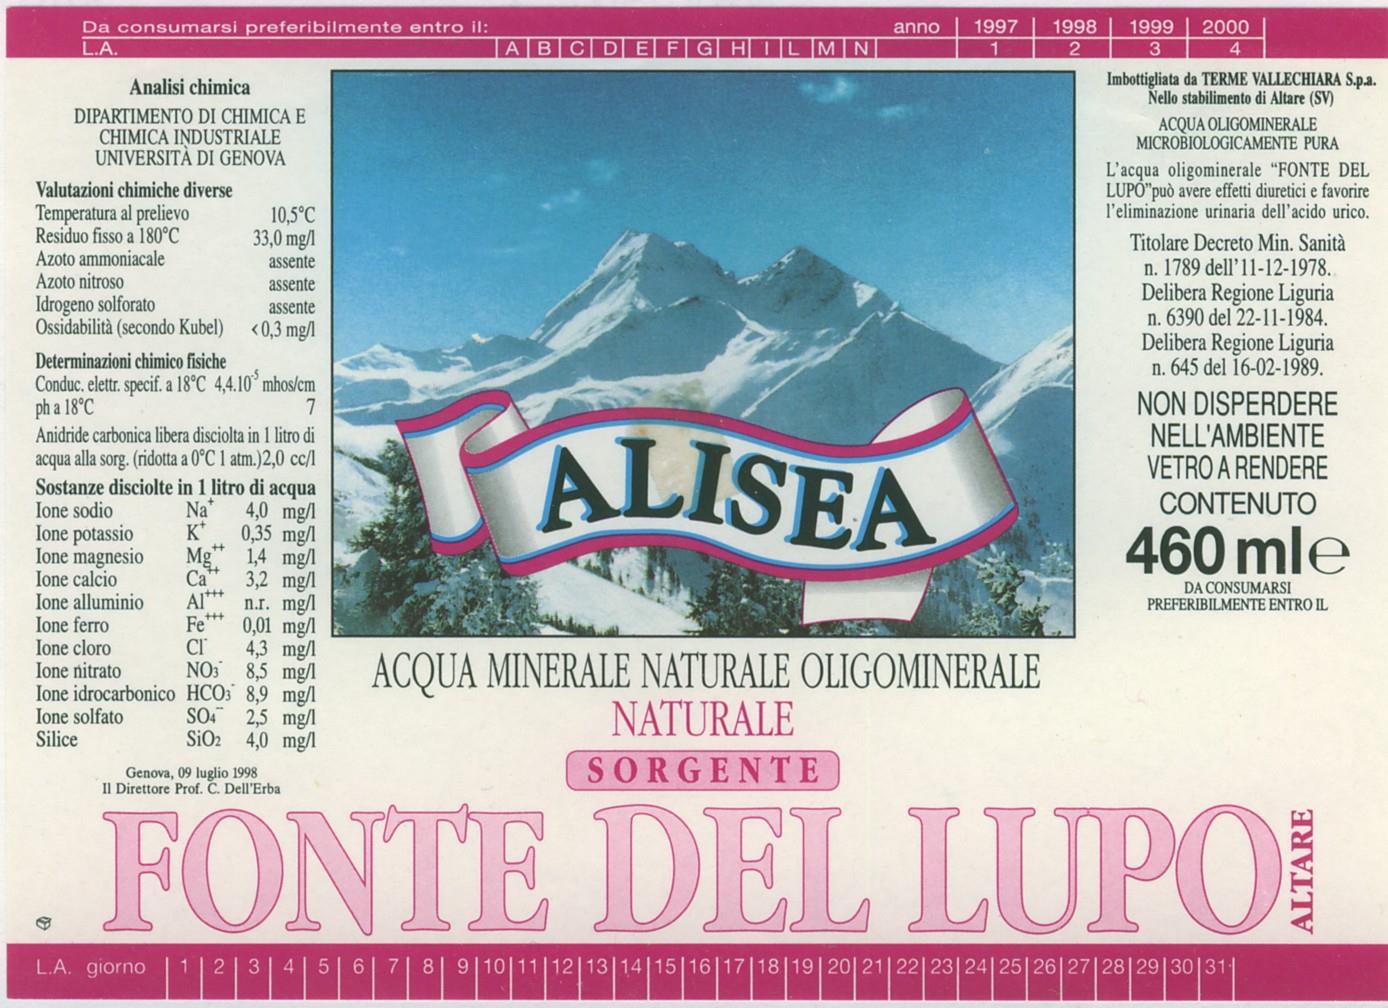 Da consumarsi preferibilmente entro il: anno 1997 1998 1999 2000
L.A. A B C D E F G H I L M N 1 2 3 4
Analisi chimica
DIPARTIMENTO DI CHIMICA E
CHIMICA INDUSTRIALE
UNIVERSITÀ DI GENOVA
Valutazioni chimiche diverse
Temperatura al prelievo 10,5°C
Residuo fisso a 180°C 33,0 mg/l
Azoto ammoniacale assente
Azoto nitroso assente
Idrogeno solforato assente
Ossidabilità (secondo Kubel) <0,3 mg/l
Determinazioni chimico fisiche
Conduc. elettr. specif. a 18°C 4,4.10⁻⁵ mhos/cm
ph a 18°C 7
Anidride carbonica libera disciolta in 1 litro di
acqua alla sorg. (ridotta a 0°C 1 atm.) 2,0 cc/l
Sostanze disciolte in 1 litro di acqua
Ione sodio Na⁺ 4,0 mg/l
Ione potassio K⁺ 0,35 mg/l
Ione magnesio Mg⁺⁺ 1,4 mg/l
Ione calcio Ca⁺⁺ 3,2 mg/l
Ione alluminio Al⁺⁺⁺ n.r. mg/l
Ione ferro Fe⁺⁺⁺ 0,01 mg/l
Ione cloro Cl⁻ 4,3 mg/l
Ione nitrato NO₃⁻ 8,5 mg/l
Ione idrocarbonico HCO₃⁻ 8,9 mg/l
Ione solfato SO₄⁻⁻ 2,5 mg/l
Silice SiO₂ 4,0 mg/l
Genova, 09 luglio 1998
Il Direttore Prof. C. Dell'Erba
ALISEA
ACQUA MINERALE NATURALE OLIGOMINERALE
NATURALE
SORGENTE
FONTE DEL LUPO
ALTARE
Imbottigliata da TERME VALLECHIARA S.p.a.
Nello stabilimento di Altare (SV)
ACQUA OLIGOMINERALE
MICROBIOLOGICAMENTE PURA
L'acqua oligominerale "FONTE DEL
LUPO"può avere effetti diuretici e favorire
l'eliminazione urinaria dell'acido urico.
Titolare Decreto Min. Sanità
n. 1789 dell'11-12-1978.
Delibera Regione Liguria
n. 6390 del 22-11-1984.
Delibera Regione Liguria
n. 645 del 16-02-1989.
NON DISPERDERE
NELL'AMBIENTE
VETRO A RENDERE
CONTENUTO
460 ml e
DA CONSUMARSI
PREFERIBILMENTE ENTRO IL
L.A. giorno 1 2 3 4 5 6 7 8 9 10 11 12 13 14 15 16 17 18 19 20 21 22 23 24 25 26 27 28 29 30 31